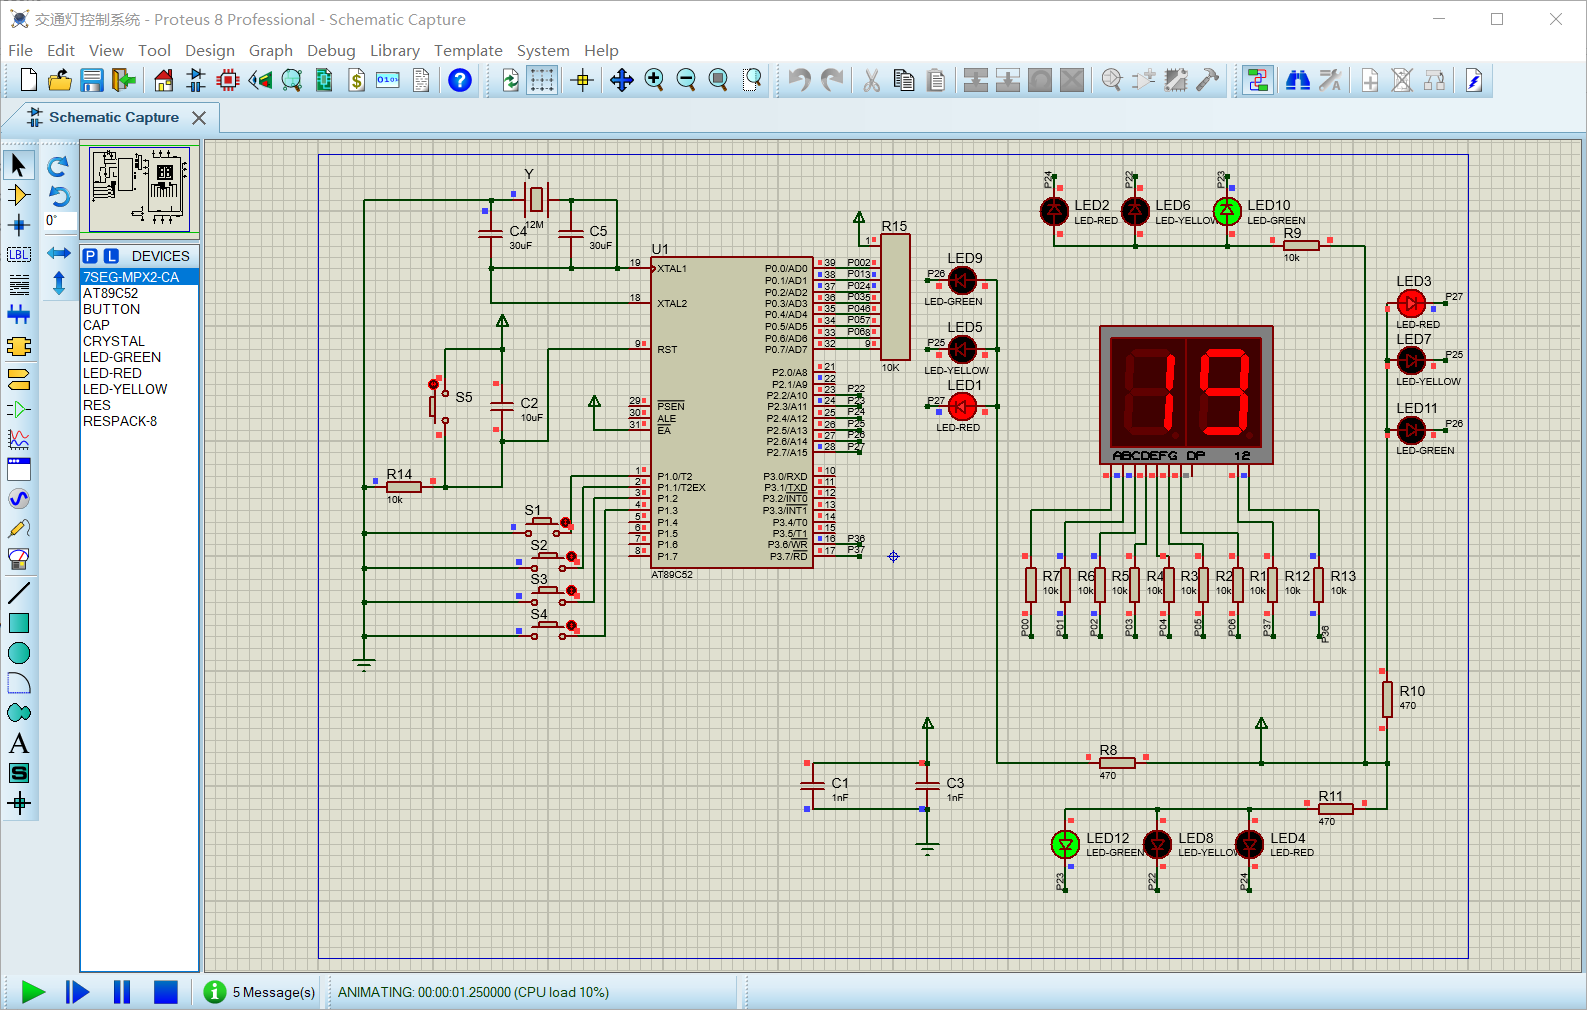 交通灯控制系统 - Proteus 8 Professional - Schematic Capture
File Edit View Tool Design Graph Debug Library Template System Help
Schematic Capture
0°
LBL
A
S
P L DEVICES
7SEG-MPX2-CA
AT89C52
BUTTON
CAP
CRYSTAL
LED-GREEN
LED-RED
LED-YELLOW
RES
RESPACK-8
Y
12M
C4
30uF
C5
30uF
S5
C2
10uF
R14
10k
S1
S2
S3
S4
U1
19 XTAL1
18 XTAL2
9 RST
29 PSEN
30 ALE
31 EA
1 P1.0/T2
2 P1.1/T2EX
3 P1.2
4 P1.3
5 P1.4
6 P1.5
7 P1.6
8 P1.7
P0.0/AD0 39 P00
P0.1/AD1 38 P01
P0.2/AD2 37 P02
P0.3/AD3 36 P03
P0.4/AD4 35 P04
P0.5/AD5 34 P05
P0.6/AD6 33 P06
P0.7/AD7 32
P2.0/A8 21
P2.1/A9 22
P2.2/A10 23 P22
P2.3/A11 24 P23
P2.4/A12 25 P24
P2.5/A13 26 P25
P2.6/A14 27 P26
P2.7/A15 28 P27
P3.0/RXD 10
P3.1/TXD 11
P3.2/INT0 12
P3.3/INT1 13
P3.4/T0 14
P3.5/T1 15
P3.6/WR 16 P36
P3.7/RD 17 P37
AT89C52
R15
1
2
3
4
5
6
7
8
9
10K
P26 LED9
LED-GREEN
P25 LED5
LED-YELLOW
P27 LED1
LED-RED
P24 LED2
LED-RED
P22 LED6
LED-YELLOW
P23 LED10
LED-GREEN
R9
10k
LED3 P27
LED-RED
LED7 P25
LED-YELLOW
LED11 P26
LED-GREEN
19
ABCDEFG DP 12
R7 10k P00
R6 10k P01
R5 10k P02
R4 10k P03
R3 10k P04
R2 10k P05
R1 10k P06
R12 10k P37
R13 10k P36
R10
470
R8
470
R11
470
C1
1nF
C3
1nF
LED12
LED-GREEN
P23
LED8
LED-YELLOW
P22
LED4
LED-RED
P24
5 Message(s)
ANIMATING: 00:00:01.250000 (CPU load 10%)